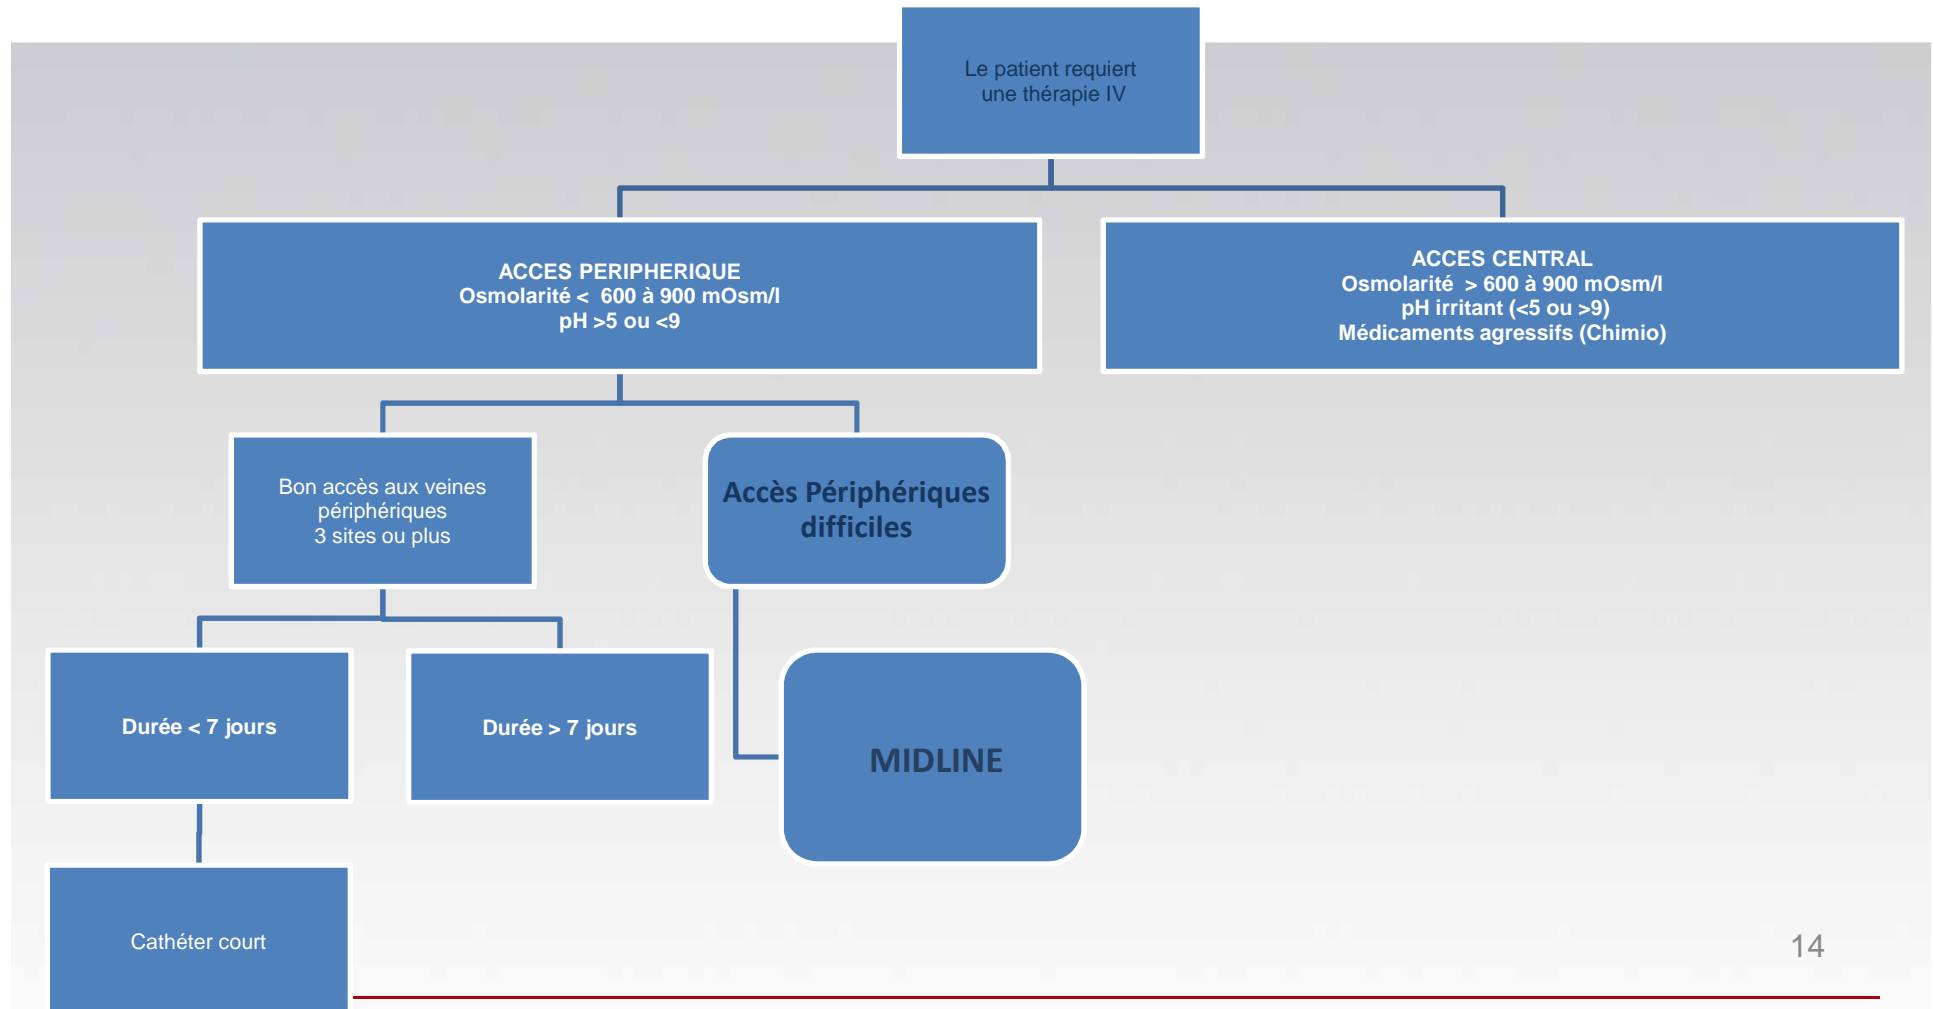 Le patient requiert
une thérapie IV
ACCES PERIPHERIQUE
Osmolarité <  600 à 900 mOsm/l
pH >5 ou <9
ACCES CENTRAL
Osmolarité  > 600 à 900 mOsm/l
pH irritant (<5 ou >9)
Médicaments agressifs (Chimio)
Bon accès aux veines
périphériques
3 sites ou plus
Accès Périphériques
difficiles
Durée < 7 jours
Durée > 7 jours
MIDLINE
Cathéter court
14